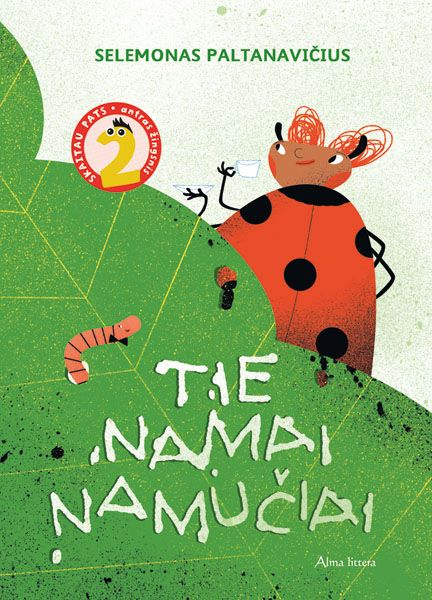 SELEMONAS PALTANAVIČIUS
SKAITAU PATS • antras žingsnis
2
TIE
NAMAI
NAMUČIAI
Alma littera